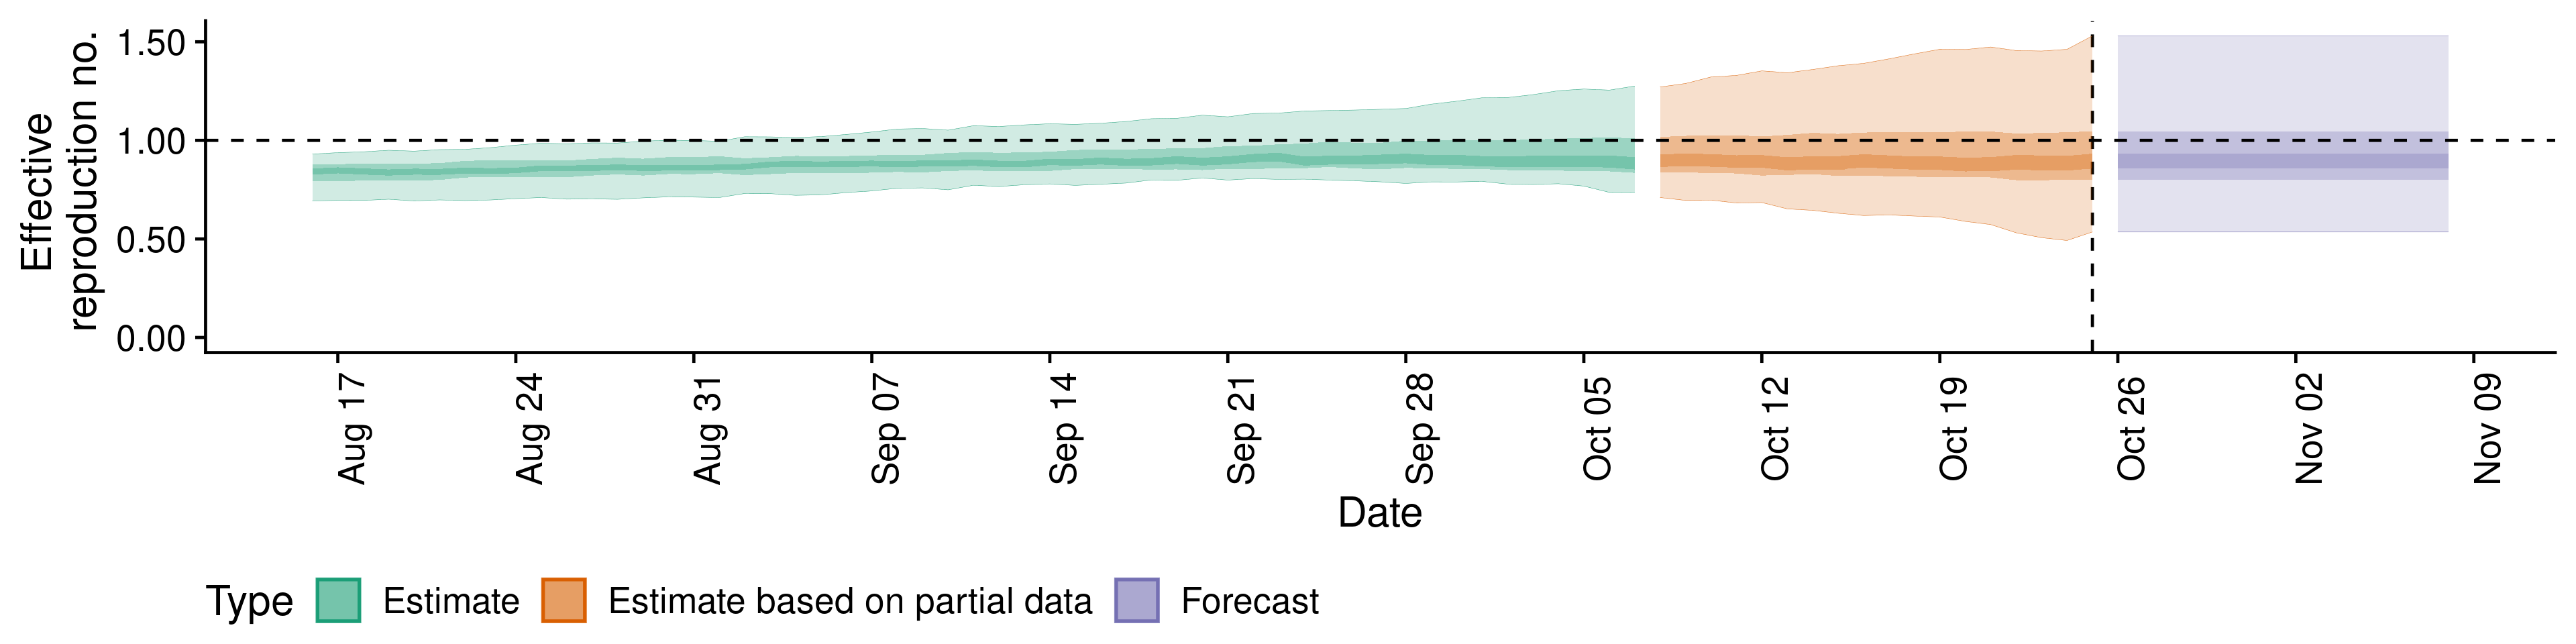 Effective
reproduction no.
1.50
1.00
0.50
0.00
Aug 17
Aug 24
Aug 31
Sep 07
Sep 14
Sep 21
Sep 28
Oct 05
Oct 12
Oct 19
Oct 26
Nov 02
Nov 09
Date
Type Estimate Estimate based on partial data Forecast